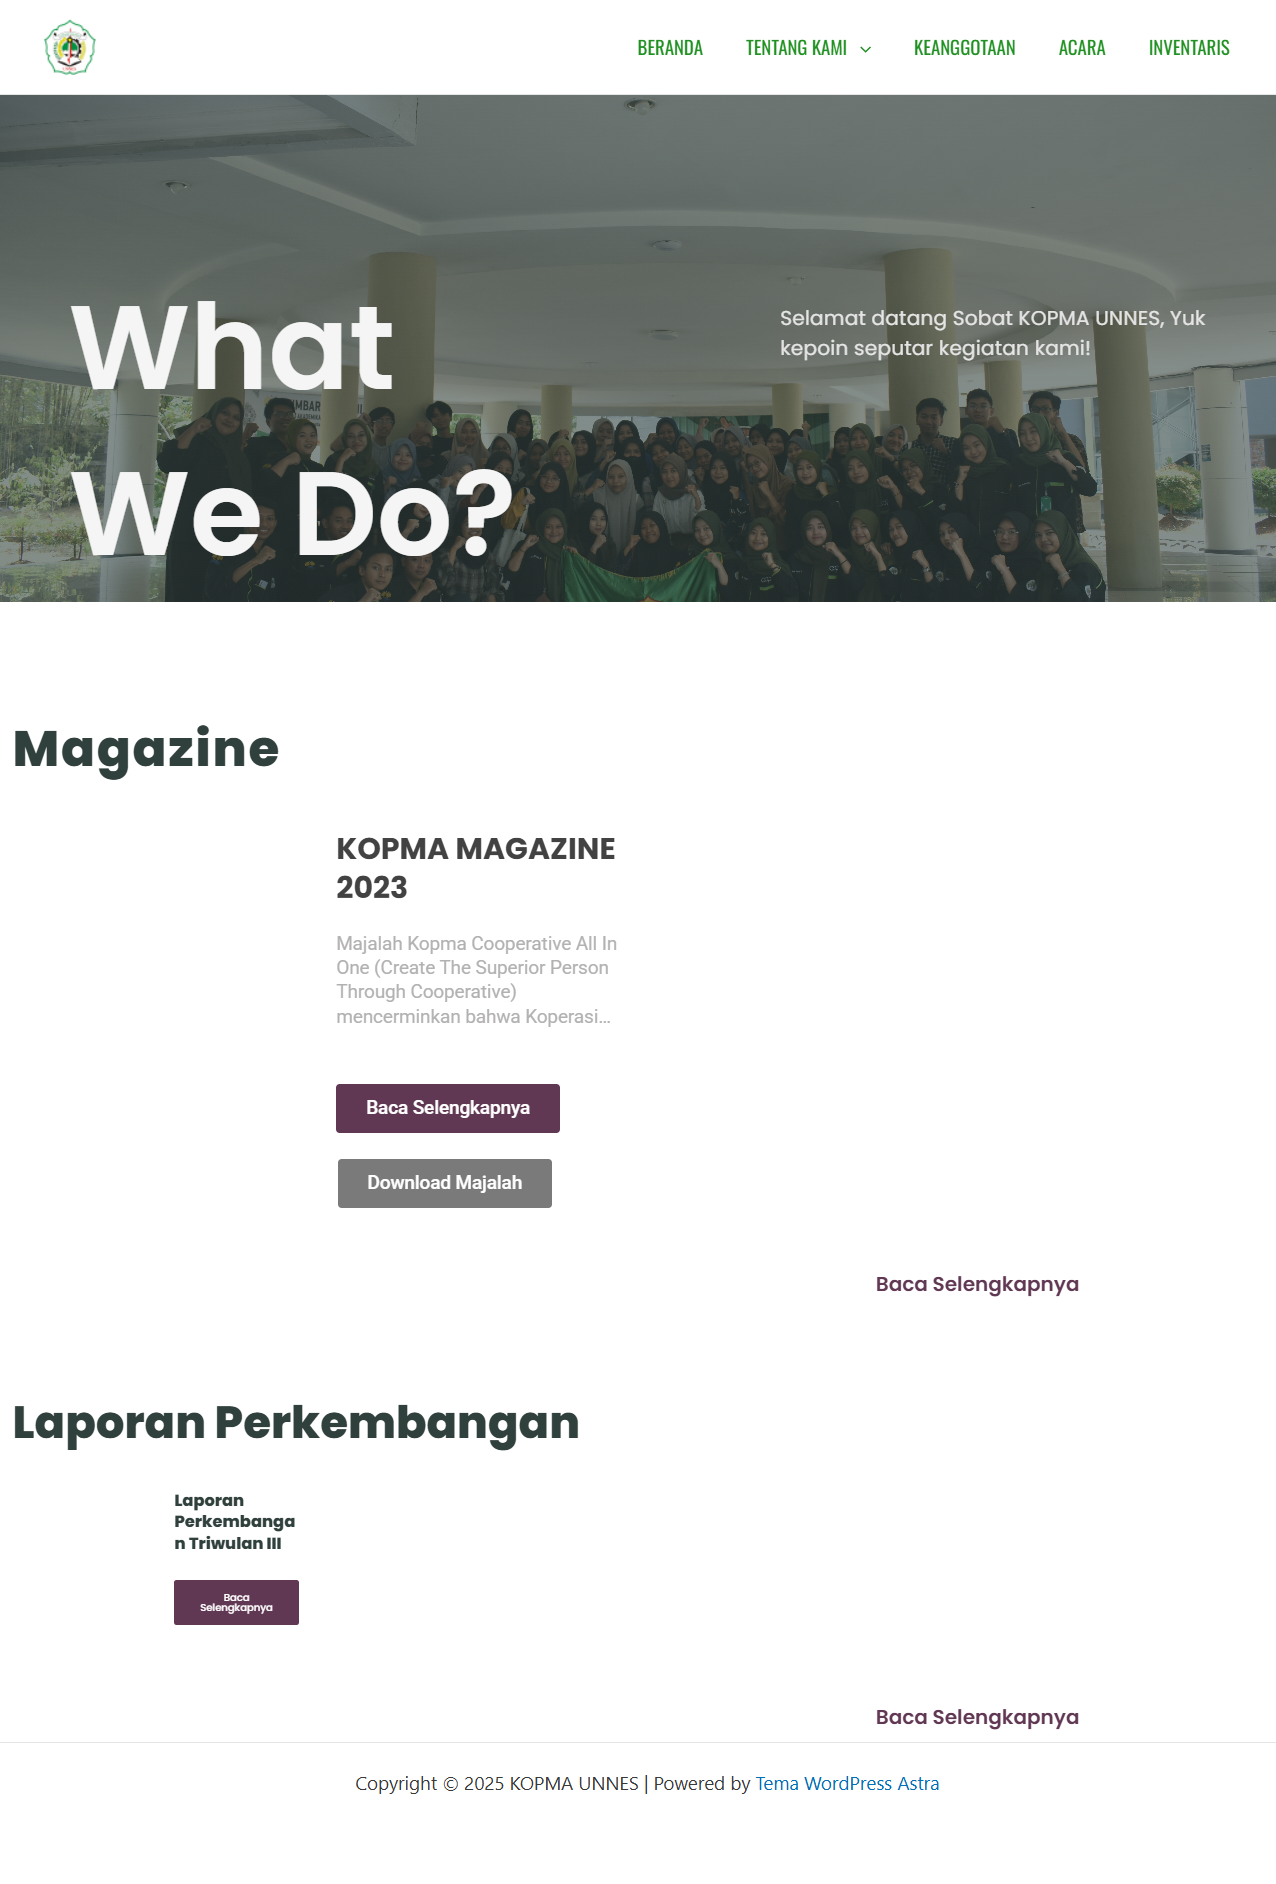 BERANDA
TENTANG KAMI
KEANGGOTAAN
ACARA
INVENTARIS
What
We Do?
Selamat datang Sobat KOPMA UNNES, Yuk
kepoin seputar kegiatan kami!
Magazine
KOPMA MAGAZINE
2023
Majalah Kopma Cooperative All In
One (Create The Superior Person
Through Cooperative)
mencerminkan bahwa Koperasi...
Baca Selengkapnya
Download Majalah
Baca Selengkapnya
Laporan Perkembangan
Laporan
Perkembanga
n Triwulan III
Baca
Selengkapnya
Baca Selengkapnya
Copyright © 2025 KOPMA UNNES | Powered by Tema WordPress Astra